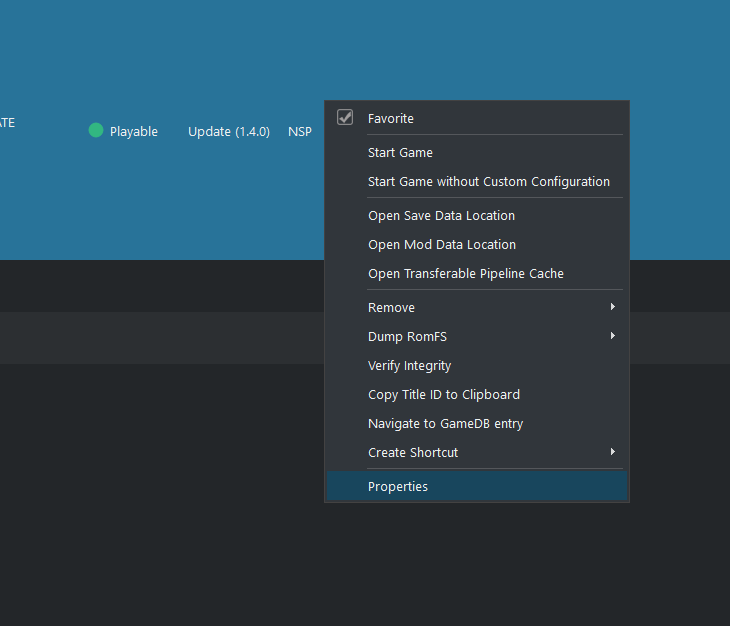 ATE
Playable
Update (1.4.0)
NSP
Favorite
Start Game
Start Game without Custom Configuration
Open Save Data Location
Open Mod Data Location
Open Transferable Pipeline Cache
Remove
Dump RomFS
Verify Integrity
Copy Title ID to Clipboard
Navigate to GameDB entry
Create Shortcut
Properties